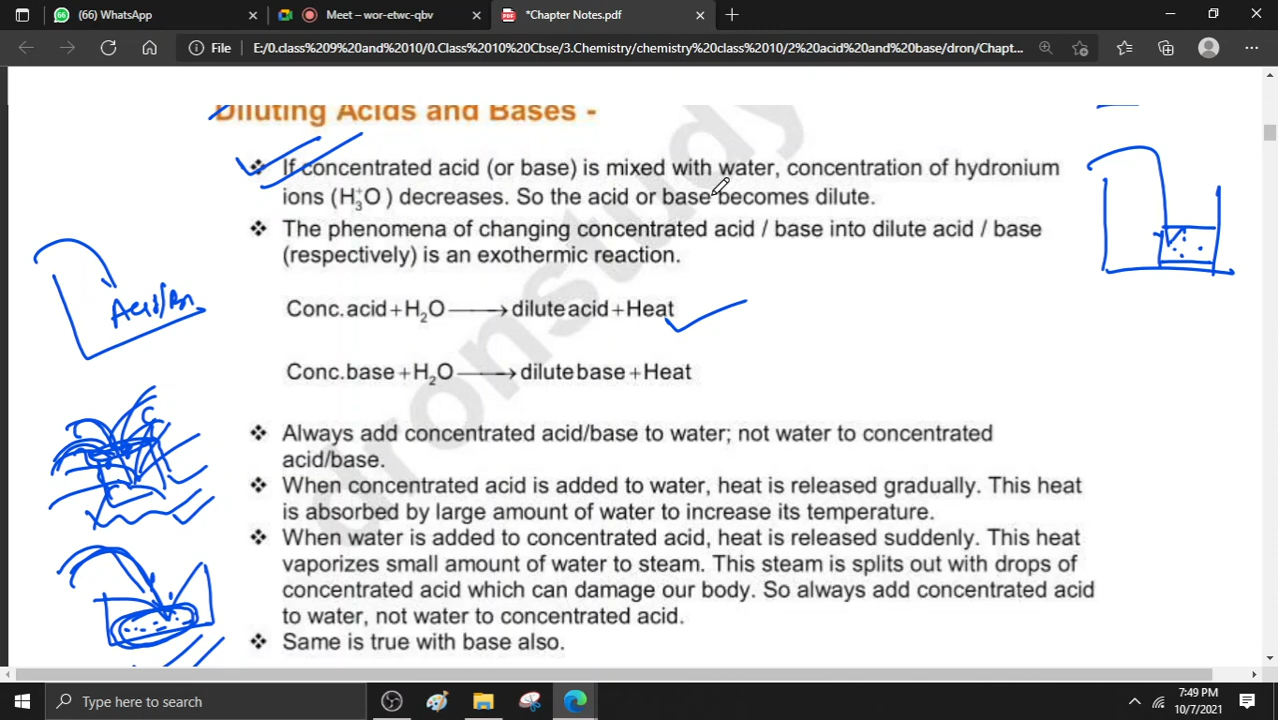 (66) WhatsApp
Meet – wor-etwc-qbv
*Chapter Notes.pdf
File
E:/0.class%209%20and%2010/0.Class%2010%20Cbse/3.Chemistry/chemistry%20class%2010/2%20acid%20and%20base/dron/Chapt...
Diluting Acids and Bases -
❖ If concentrated acid (or base) is mixed with water, concentration of hydronium
ions (H₃⁺O ) decreases. So the acid or base becomes dilute.
❖ The phenomena of changing concentrated acid / base into dilute acid / base
(respectively) is an exothermic reaction.
Acid/
Conc.acid+H₂O ⟶ dilute acid+Heat
Conc.base+H₂O ⟶ dilute base+Heat
❖ Always add concentrated acid/base to water; not water to concentrated
acid/base.
❖ When concentrated acid is added to water, heat is released gradually. This heat
is absorbed by large amount of water to increase its temperature.
❖ When water is added to concentrated acid, heat is released suddenly. This heat
vaporizes small amount of water to steam. This steam is splits out with drops of
concentrated acid which can damage our body. So always add concentrated acid
to water, not water to concentrated acid.
❖ Same is true with base also.
dronstudy
Type here to search
7:49 PM
10/7/2021